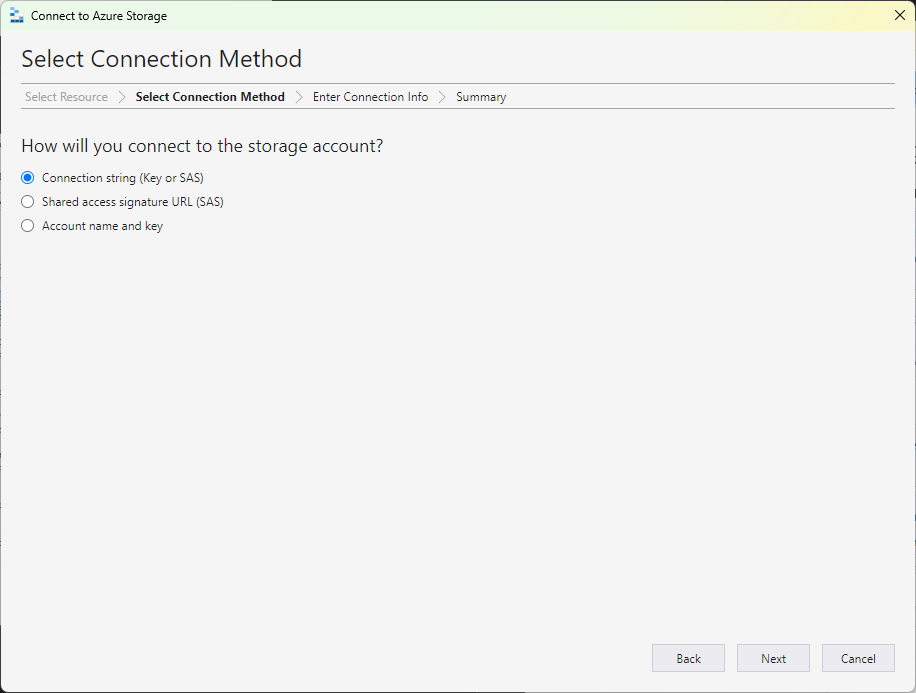 Connect to Azure Storage
Select Connection Method
Select Resource Select Connection Method Enter Connection Info Summary
How will you connect to the storage account?
Connection string (Key or SAS)
Shared access signature URL (SAS)
Account name and key
Back Next Cancel